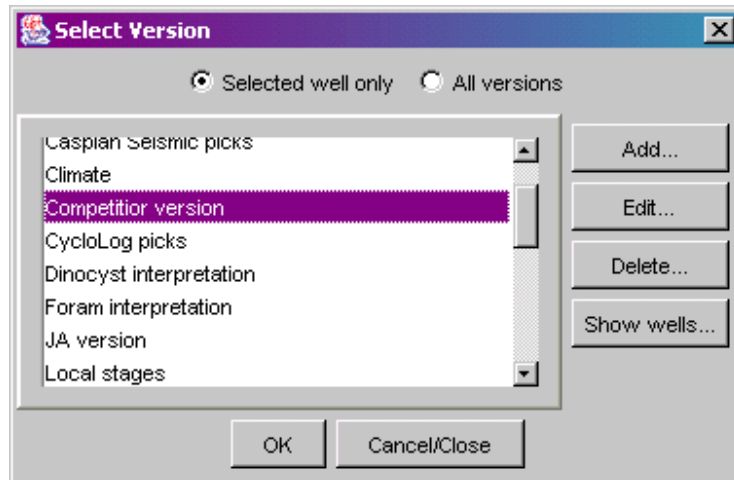 Select Version
Selected well only All versions
Caspian Seismic picks
Climate
Competitior version
CycloLog picks
Dinocyst interpretation
Foram interpretation
JA version
Local stages
Add...
Edit...
Delete...
Show wells...
OK Cancel/Close